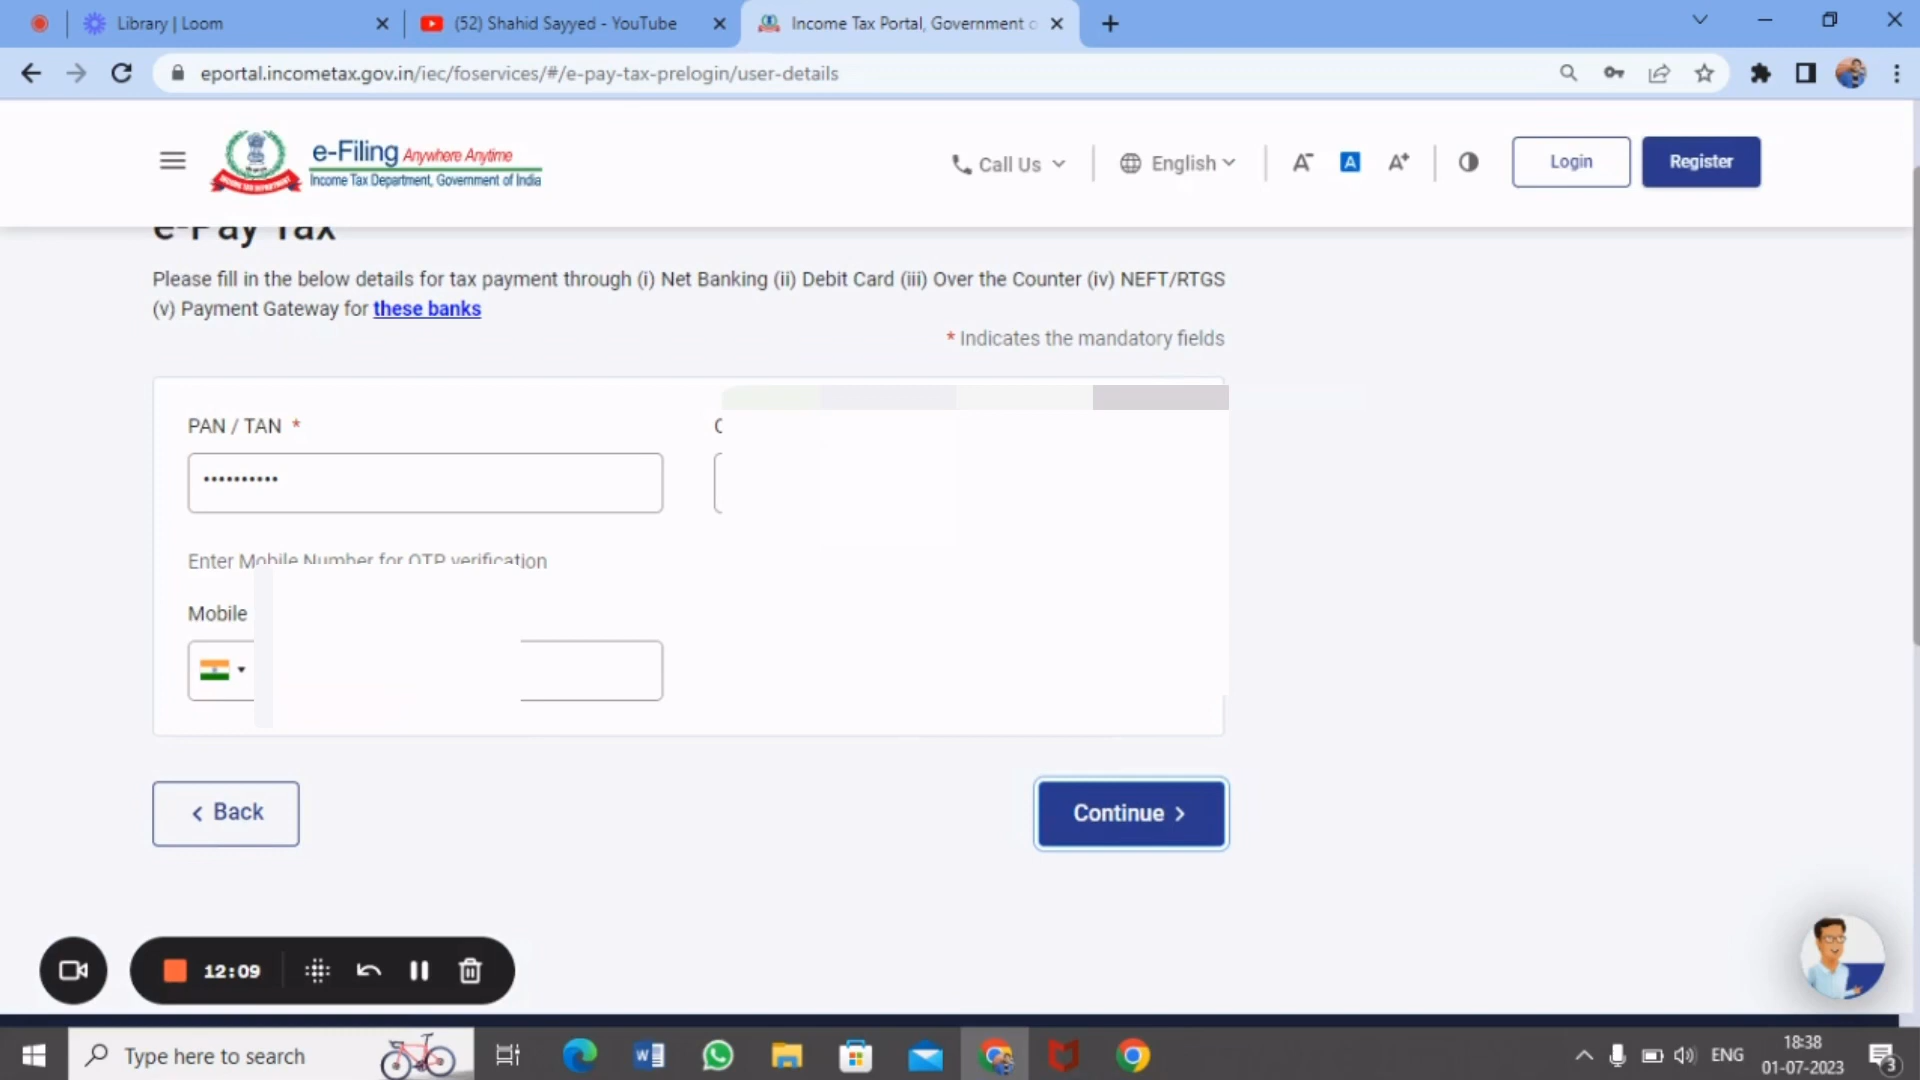 Library | Loom
(52) Shahid Sayyed - YouTube
Income Tax Portal, Government o
eportal.incometax.gov.in/iec/foservices/#/e-pay-tax-prelogin/user-details
e-Filing Anywhere Anytime
Income Tax Department, Government of India
Call Us
English
A-
A
A+
Login
Register
e-Pay Tax
Please fill in the below details for tax payment through (i) Net Banking (ii) Debit Card (iii) Over the Counter (iv) NEFT/RTGS
(v) Payment Gateway for these banks
* Indicates the mandatory fields
PAN / TAN *
Enter Mobile Number for OTP verification
Mobile
Back
Continue
12:09
Type here to search
ENG
18:38
01-07-2023
3